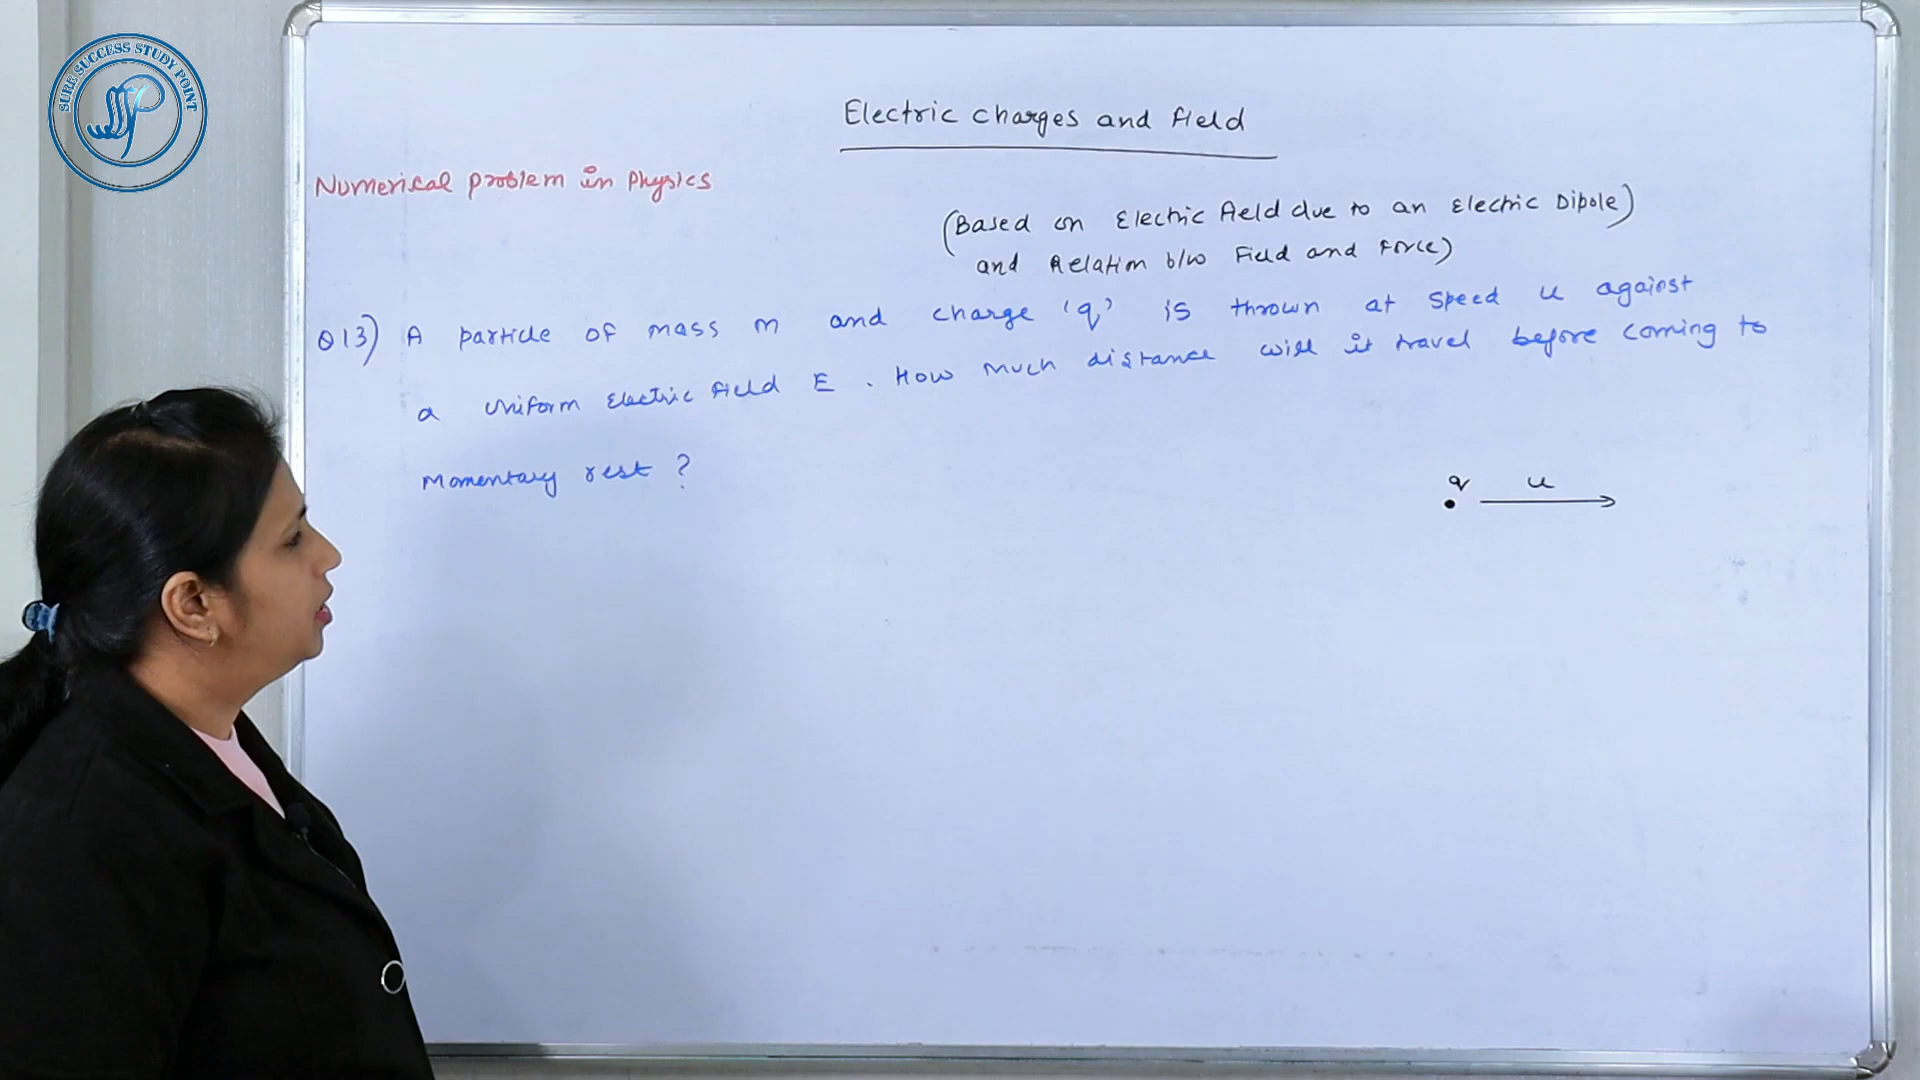 SURE SUCCESS STUDY POINT
Electric charges and field
Numerical problem in Physics
(Based on Electric field due to an Electric Dipole)
and Relation b/w Field and Force)
Q13) A particle of mass m and charge 'q' is thrown at speed u against
a uniform Electric field E. How much distance will it travel before coming to
Momentary rest ?
q u